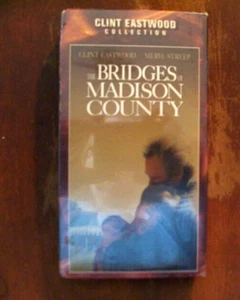 CLINT EASTWOOD
COLLECTION
CLINT EASTWOOD MERYL STREEP
THE BRIDGES OF
MADISON
COUNTY